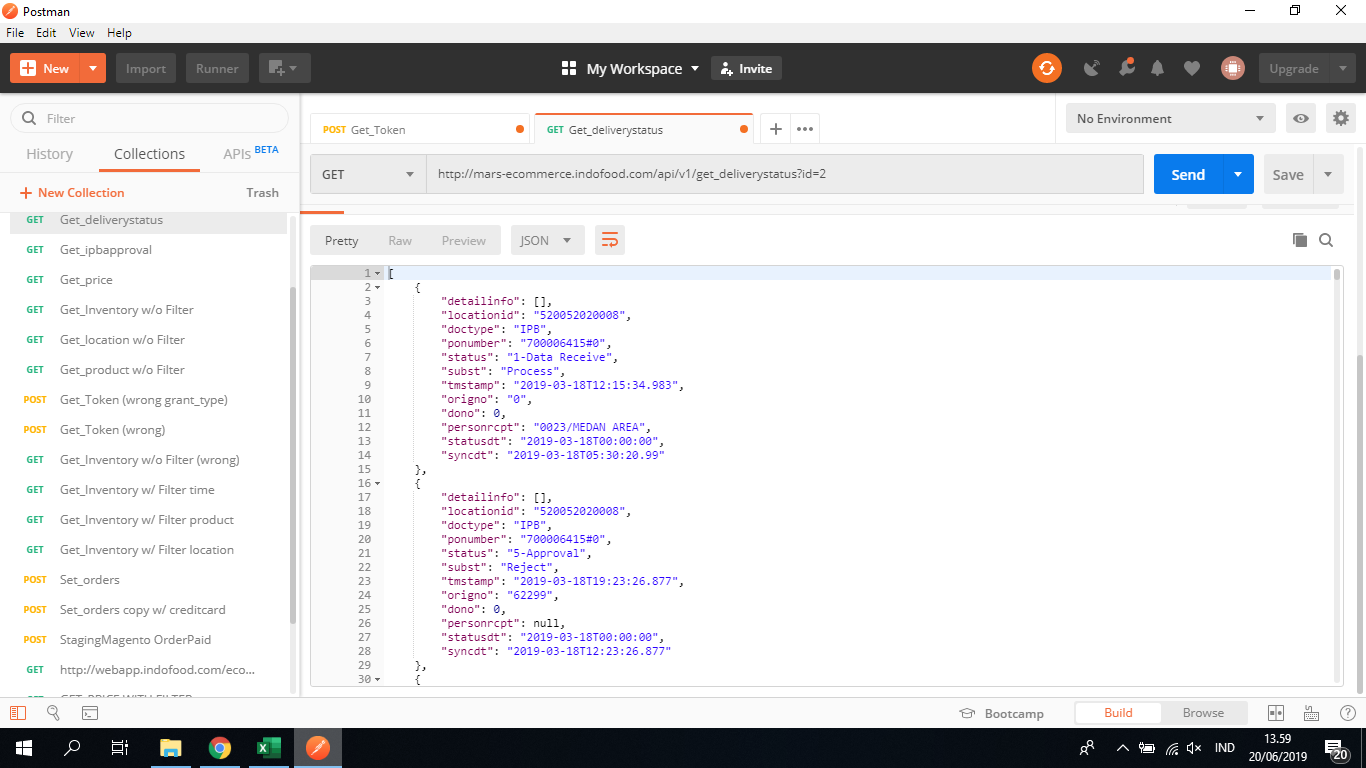 Postman
File Edit View Help
New Import Runner My Workspace Invite Upgrade
Filter
History Collections APIs BETA
New Collection Trash
GET Get_deliverystatus
GET Get_ipbapproval
GET Get_price
GET Get_Inventory w/o Filter
GET Get_location w/o Filter
GET Get_product w/o Filter
POST Get_Token (wrong grant_type)
POST Get_Token (wrong)
GET Get_Inventory w/o Filter (wrong)
GET Get_Inventory w/ Filter time
GET Get_Inventory w/ Filter product
GET Get_Inventory w/ Filter location
POST Set_orders
POST Set_orders copy w/ creditcard
POST StagingMagento OrderPaid
GET http://webapp.indofood.com/eco...
GET GET PRICE WITH FILTER
POST Get_Token GET Get_deliverystatus No Environment
GET http://mars-ecommerce.indofood.com/api/v1/get_deliverystatus?id=2 Send Save
Pretty Raw Preview JSON
1 [
2 {
3 "detailinfo": [],
4 "locationid": "520052020008",
5 "doctype": "IPB",
6 "ponumber": "700006415#0",
7 "status": "1-Data Receive",
8 "subst": "Process",
9 "tmstamp": "2019-03-18T12:15:34.983",
10 "origno": "0",
11 "dono": 0,
12 "personrcpt": "0023/MEDAN AREA",
13 "statusdt": "2019-03-18T00:00:00",
14 "syncdt": "2019-03-18T05:30:20.99"
15 },
16 {
17 "detailinfo": [],
18 "locationid": "520052020008",
19 "doctype": "IPB",
20 "ponumber": "700006415#0",
21 "status": "5-Approval",
22 "subst": "Reject",
23 "tmstamp": "2019-03-18T19:23:26.877",
24 "origno": "62299",
25 "dono": 0,
26 "personrcpt": null,
27 "statusdt": "2019-03-18T00:00:00",
28 "syncdt": "2019-03-18T12:23:26.877"
29 },
30 {
Bootcamp Build Browse
IND 13.59
20/06/2019 20